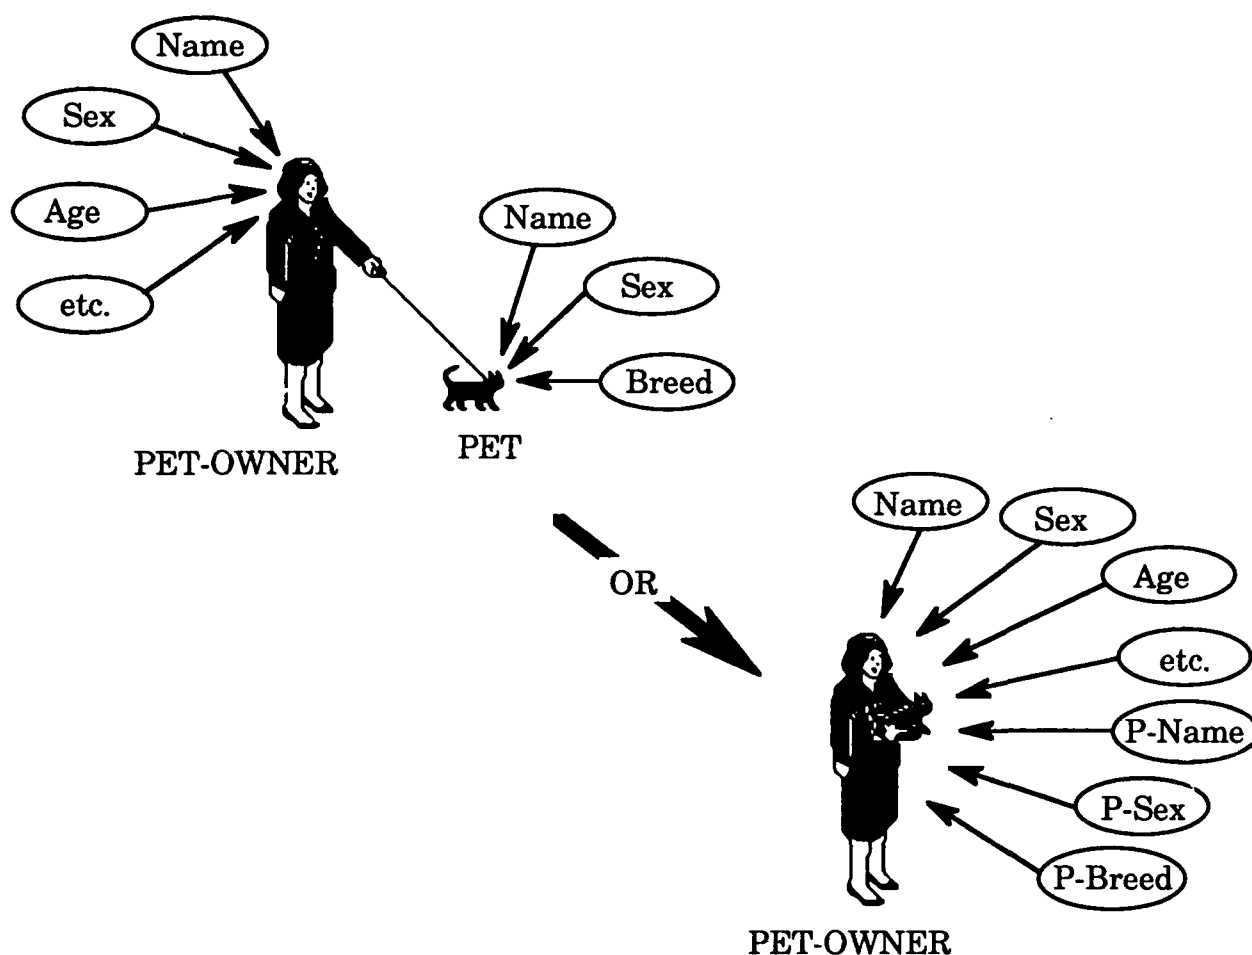 Name
Sex
Age
etc.
Name
Sex
Breed
PET-OWNER
PET
OR
Name
Sex
Age
etc.
P-Name
P-Sex
P-Breed
PET-OWNER